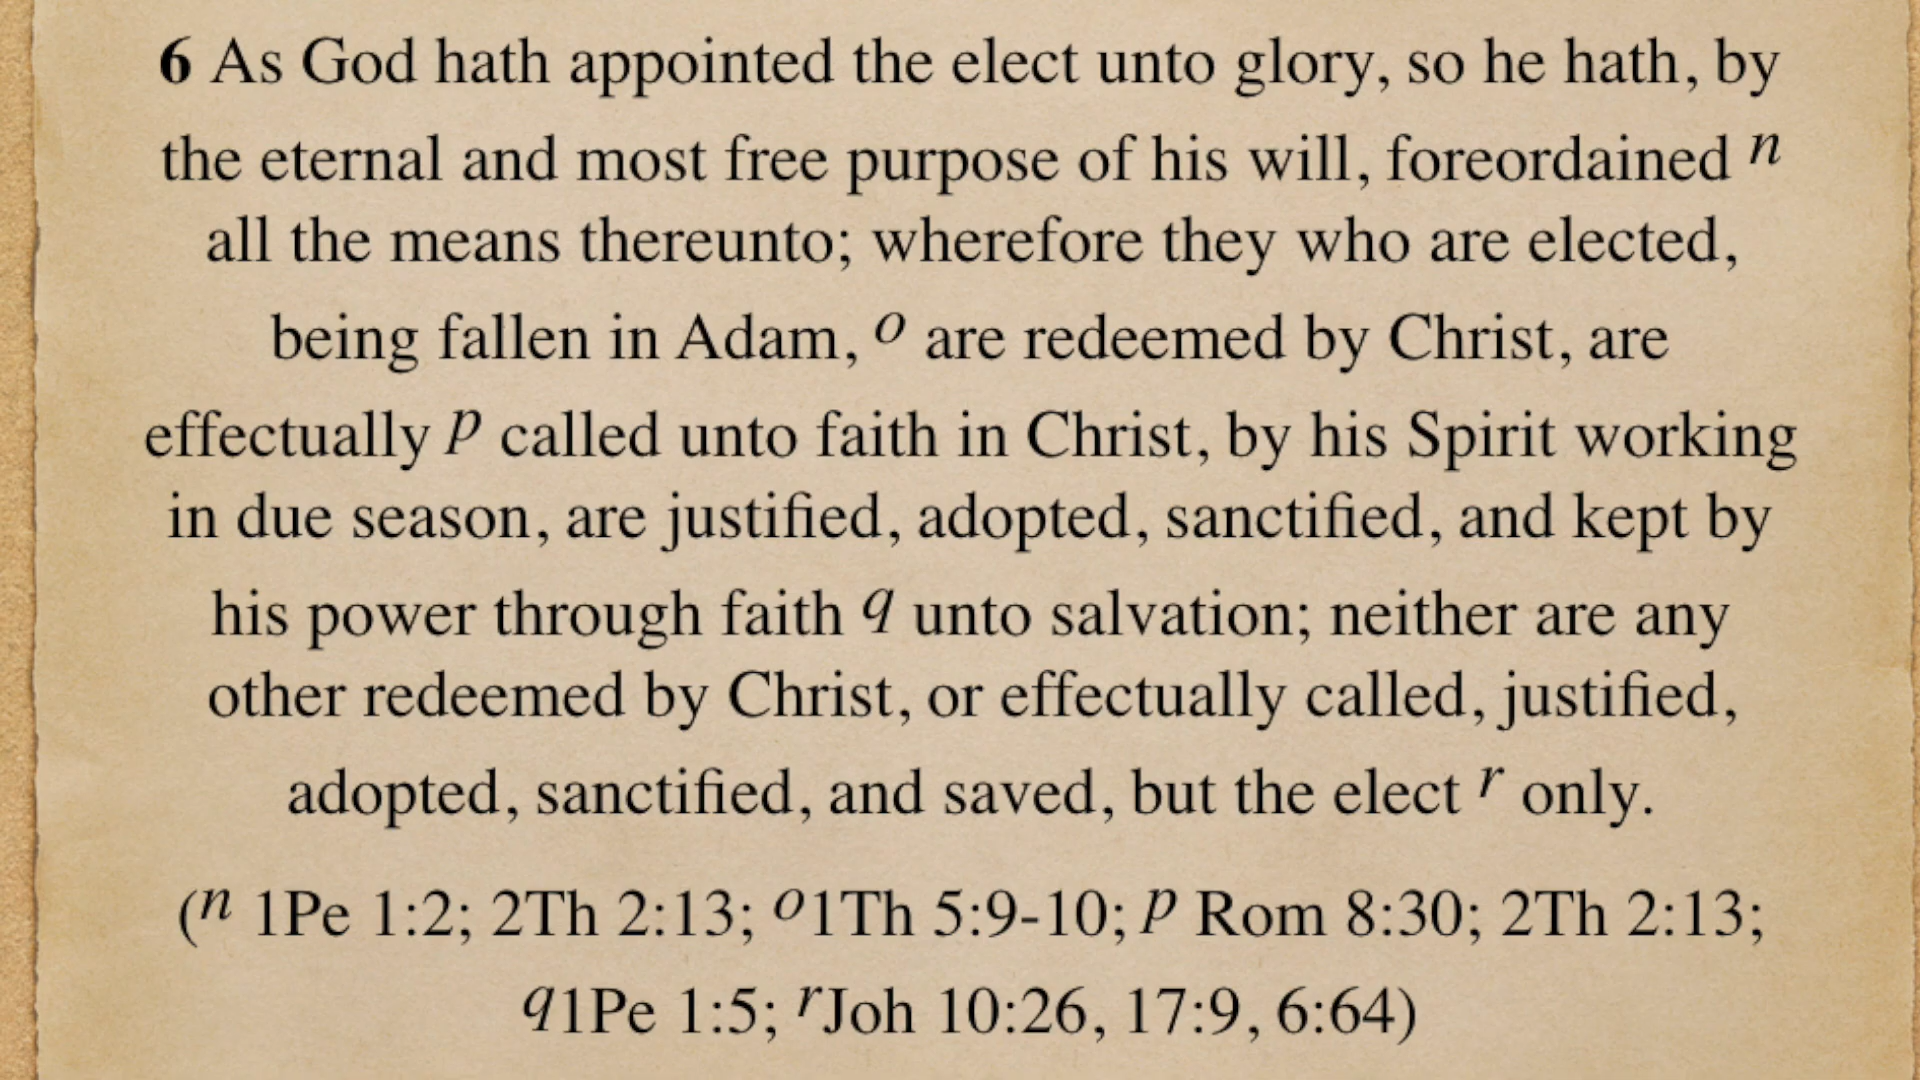 6 As God hath appointed the elect unto glory, so he hath, by
the eternal and most free purpose of his will, foreordained n
all the means thereunto; wherefore they who are elected,
being fallen in Adam, o are redeemed by Christ, are
effectually p called unto faith in Christ, by his Spirit working
in due season, are justified, adopted, sanctified, and kept by
his power through faith q unto salvation; neither are any
other redeemed by Christ, or effectually called, justified,
adopted, sanctified, and saved, but the elect r only.
(n 1Pe 1:2; 2Th 2:13; o1Th 5:9-10; p Rom 8:30; 2Th 2:13;
q1Pe 1:5; rJoh 10:26, 17:9, 6:64)